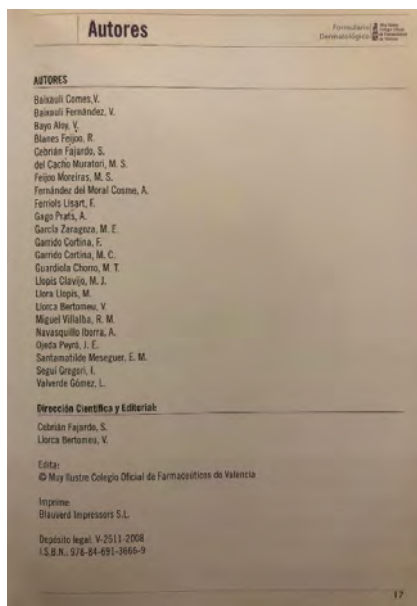 Autores
Formulario
Dermatológico
AUTORES
Baixauli Comes,V.
Baixauli Fernández, V.
Bayo Aloy, V.
Blanes Feijoo, R.
Cebrián Fajardo, S.
del Cacho Muratori, M. S.
Feijoo Moreiras, M. S.
Fernández del Moral Cosme, A.
Ferriols Lisart, F.
Gago Prats, A.
García Zaragoza, M. E.
Garrido Cortina, F.
Garrido Cortina, M. C.
Guardiola Chorro, M. T.
Llopis Clavijo, M. J.
Llora Llopis, M.
Llorca Bertomeu, V.
Miguel Villalba, R. M.
Navasquillo Iborra, A.
Ojeda Peyró, J. E.
Santamatilde Meseguer, E. M.
Seguí Gregori, I.
Valverde Gómez, L.
Dirección Científica y Editorial:
Cebrián Fajardo, S.
Llorca Bertomeu, V.
Edita:
© Muy Ilustre Colegio Oficial de Farmacéuticos de Valencia
Imprime:
Blauverd Impressors S.L.
Depósito legal: V-2511-2008
I.S.B.N.: 978-84-691-3666-9
17